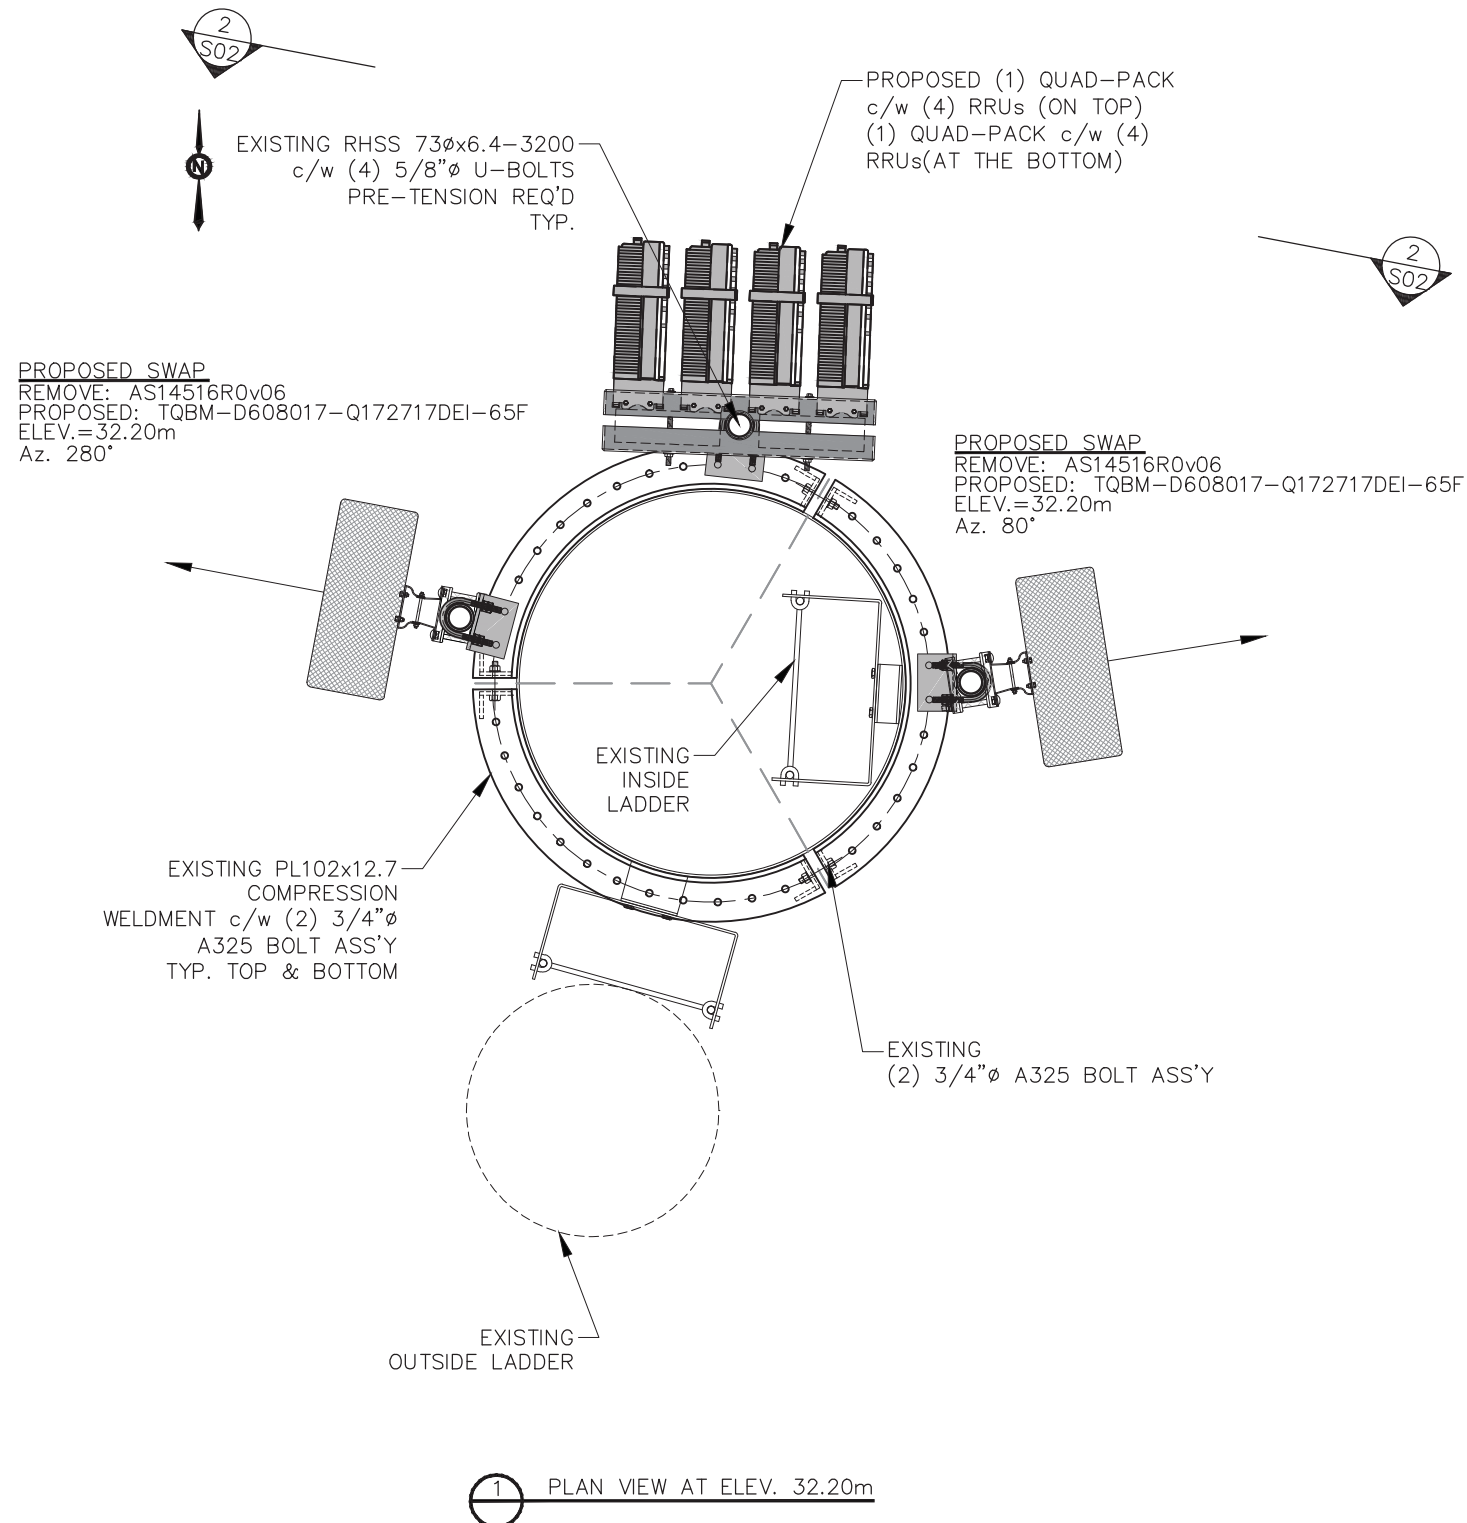 2
S02
PROPOSED (1) QUAD-PACK
c/w (4) RRUs (ON TOP)
(1) QUAD-PACK c/w (4)
RRUs(AT THE BOTTOM)
EXISTING RHSS 73øx6.4-3200
c/w (4) 5/8"ø U-BOLTS
PRE-TENSION REQ'D
TYP.
N
2
S02
PROPOSED SWAP
REMOVE: AS14516R0v06
PROPOSED: TQBM-D608017-Q172717DEI-65F
ELEV.=32.20m
Az. 280°
PROPOSED SWAP
REMOVE: AS14516R0v06
PROPOSED: TQBM-D608017-Q172717DEI-65F
ELEV.=32.20m
Az. 80°
EXISTING
INSIDE
LADDER
EXISTING PL102x12.7
COMPRESSION
WELDMENT c/w (2) 3/4"ø
A325 BOLT ASS'Y
TYP. TOP & BOTTOM
EXISTING
(2) 3/4"ø A325 BOLT ASS'Y
EXISTING
OUTSIDE LADDER
1 PLAN VIEW AT ELEV. 32.20m